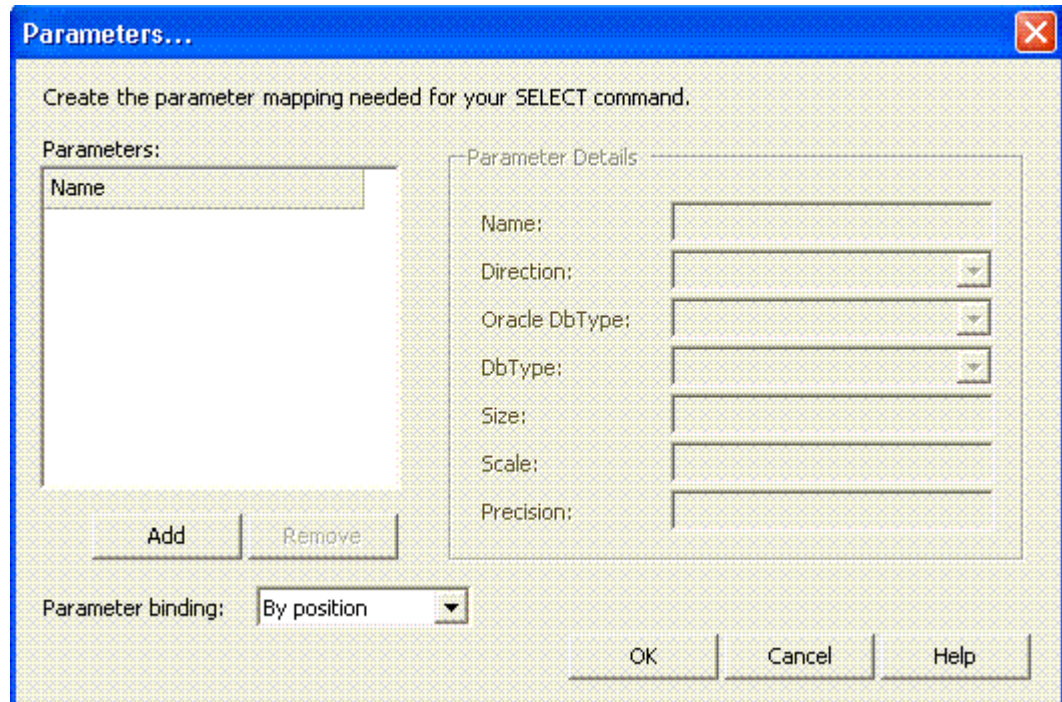 Parameters...
Create the parameter mapping needed for your SELECT command.
Parameters:
Name
Add
Remove
Parameter Details
Name:
Direction:
Oracle DbType:
DbType:
Size:
Scale:
Precision:
Parameter binding:
By position
OK
Cancel
Help